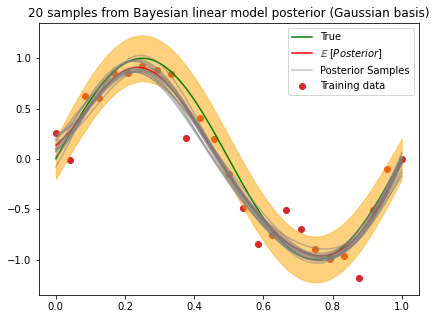 20 samples from Bayesian linear model posterior (Gaussian basis)
True
𝔼 [Posterior]
Posterior Samples
Training data
1.0
0.5
0.0
−0.5
−1.0
0.0 0.2 0.4 0.6 0.8 1.0